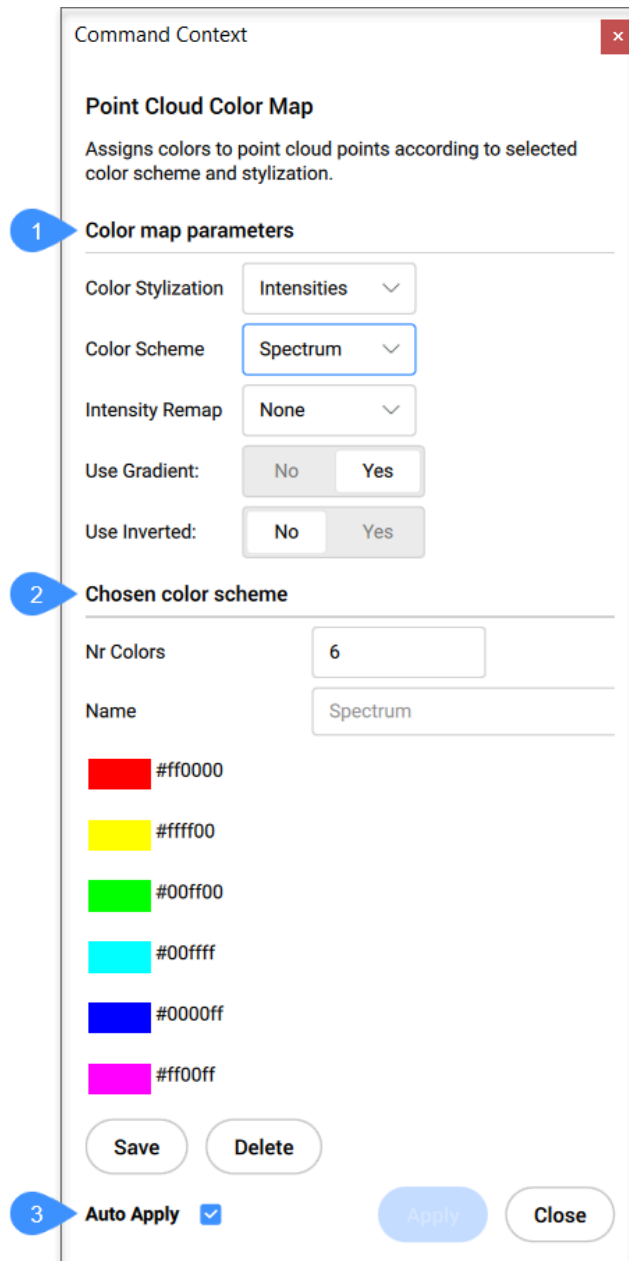 Command Context
×
Point Cloud Color Map
Assigns colors to point cloud points according to selected
color scheme and stylization.
1 Color map parameters
Color Stylization Intensities
Color Scheme Spectrum
Intensity Remap None
Use Gradient: No Yes
Use Inverted: No Yes
2 Chosen color scheme
Nr Colors 6
Name Spectrum
#ff0000
#ffff00
#00ff00
#00ffff
#0000ff
#ff00ff
Save Delete
3 Auto Apply Apply Close